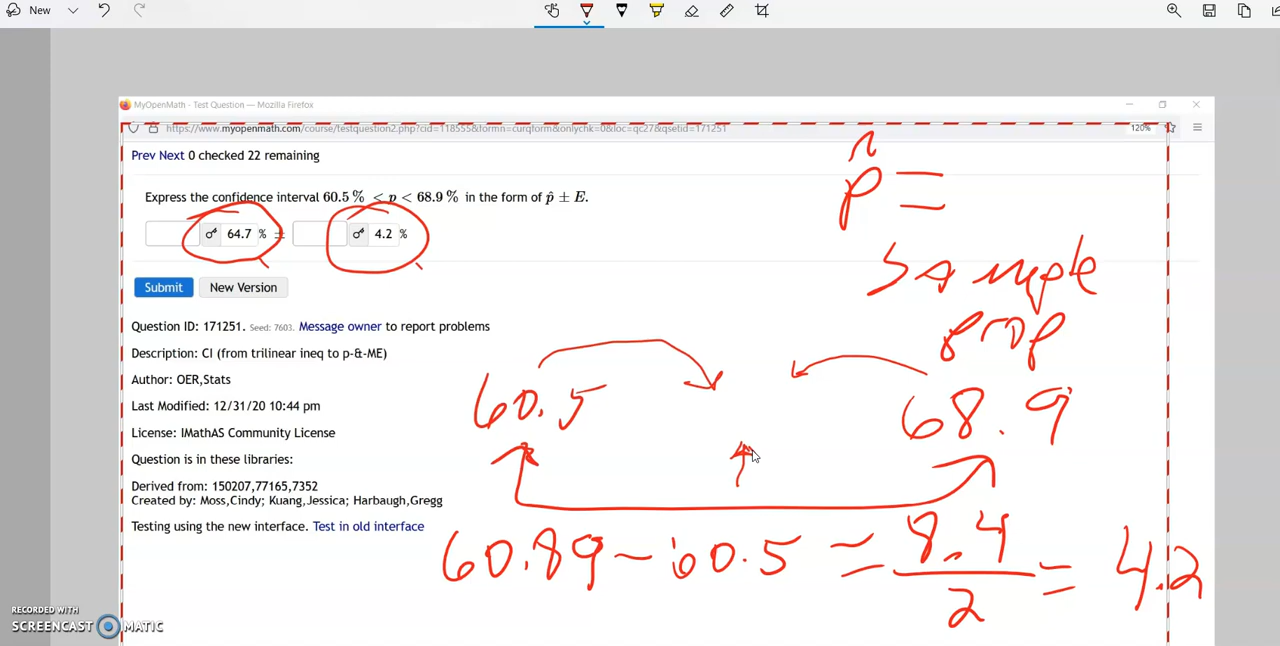 New
MyOpenMath - Test Question — Mozilla Firefox
https://www.myopenmath.com/course/testquestion2.php?cid=118555&formn=curqform&onlychk=0&loc=qc27&qsetid=171251
120%
Prev Next 0 checked 22 remaining
Express the confidence interval 60.5 % < p < 68.9 % in the form of p̂ ± E.
64.7 % ± 4.2 %
Submit New Version
Question ID: 171251. Seed: 7603. Message owner to report problems
Description: CI (from trilinear ineq to p-&-ME)
Author: OER,Stats
Last Modified: 12/31/20 10:44 pm
License: IMathAS Community License
Question is in these libraries:
Derived from: 150207,77165,7352
Created by: Moss,Cindy; Kuang,Jessica; Harbaugh,Gregg
Testing using the new interface. Test in old interface
p̂ =
Sample
prop
60.5 68.9
60.89 - 60.5 = 8.4/2 = 4.2
RECORDED WITH
SCREENCAST MATIC